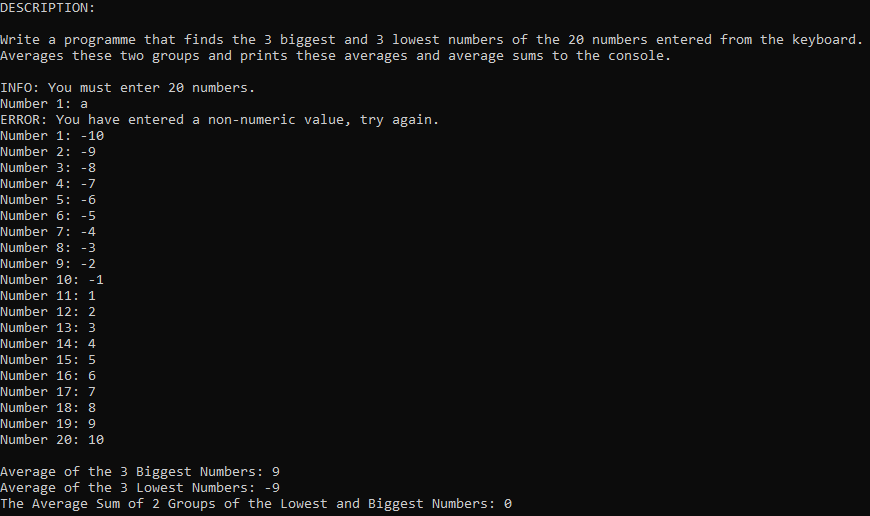 DESCRIPTION:
Write a programme that finds the 3 biggest and 3 lowest numbers of the 20 numbers entered from the keyboard.
Averages these two groups and prints these averages and average sums to the console.
INFO: You must enter 20 numbers.
Number 1: a
ERROR: You have entered a non-numeric value, try again.
Number 1: -10
Number 2: -9
Number 3: -8
Number 4: -7
Number 5: -6
Number 6: -5
Number 7: -4
Number 8: -3
Number 9: -2
Number 10: -1
Number 11: 1
Number 12: 2
Number 13: 3
Number 14: 4
Number 15: 5
Number 16: 6
Number 17: 7
Number 18: 8
Number 19: 9
Number 20: 10
Average of the 3 Biggest Numbers: 9
Average of the 3 Lowest Numbers: -9
The Average Sum of 2 Groups of the Lowest and Biggest Numbers: 0